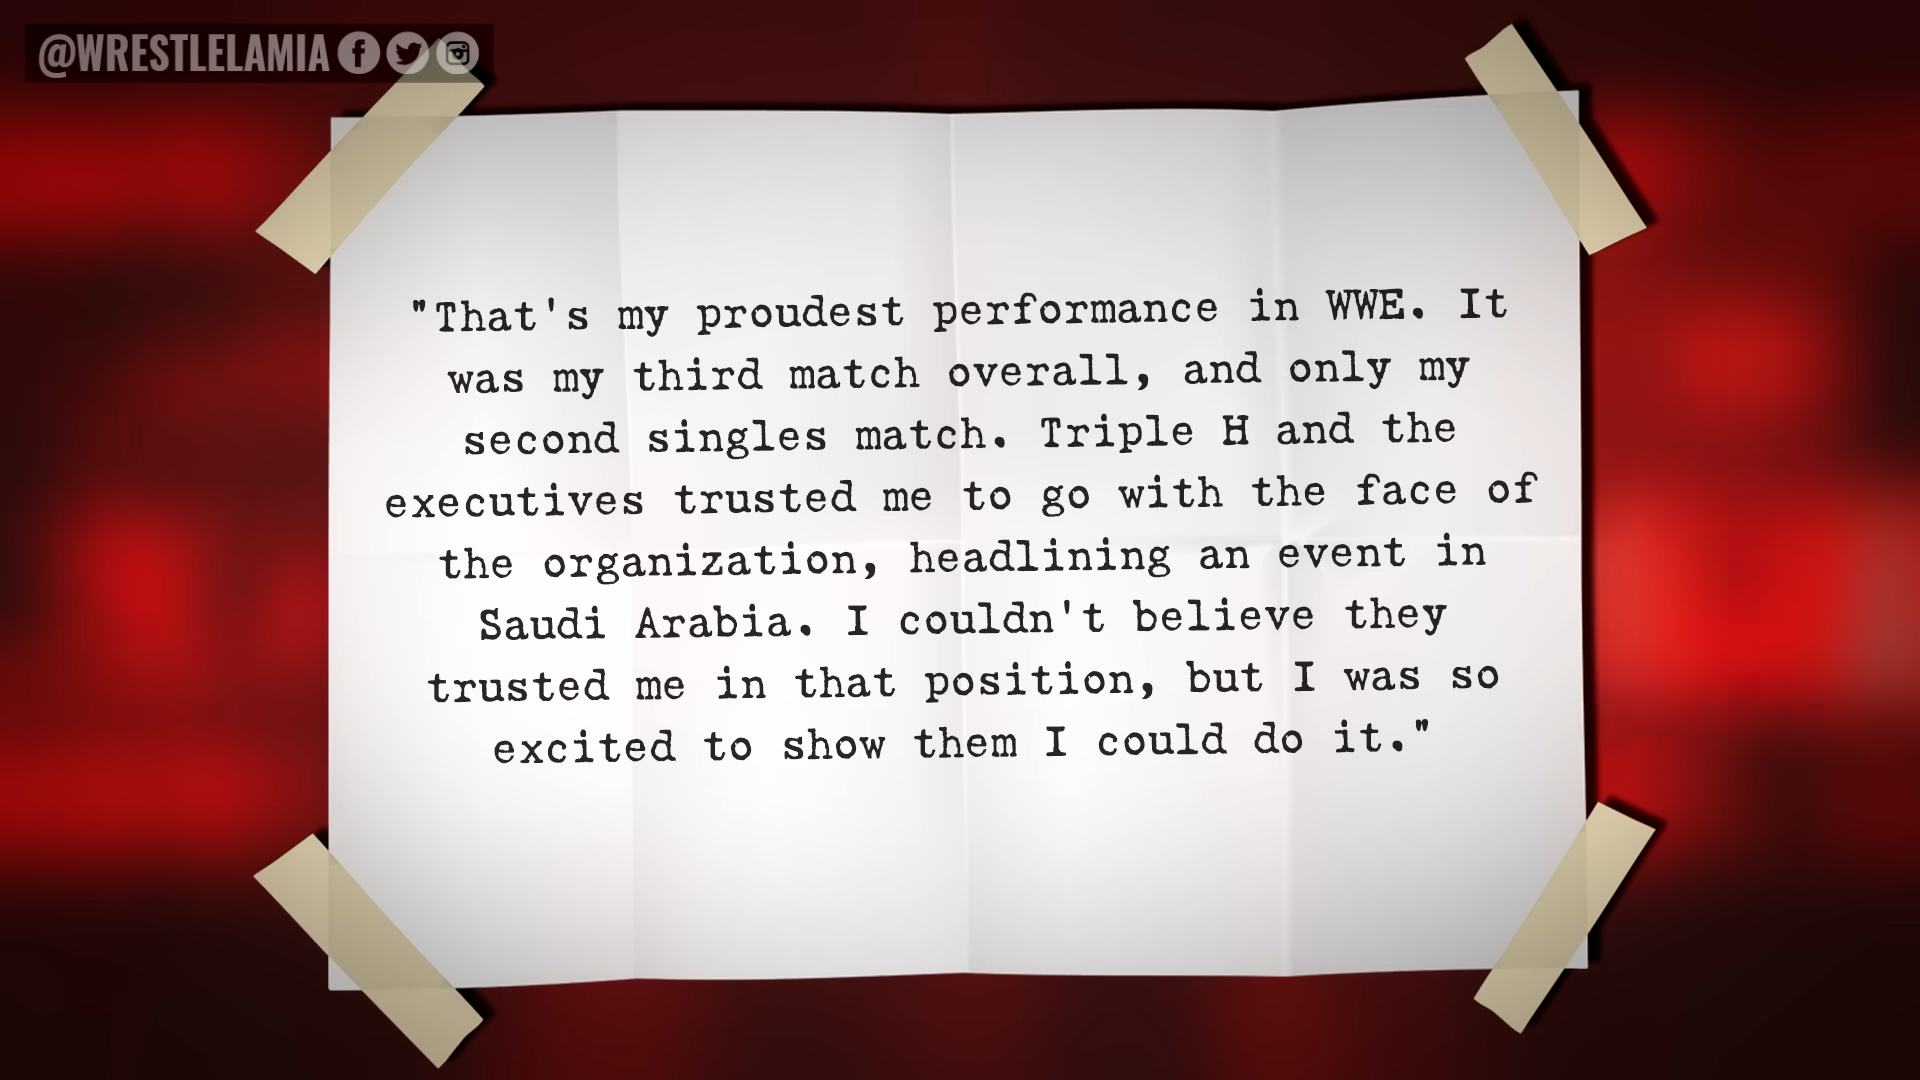 @WRESTLELAMIA
"That's my proudest performance in WWE. It
was my third match overall, and only my
second singles match. Triple H and the
executives trusted me to go with the face of
the organization, headlining an event in
Saudi Arabia. I couldn't believe they
trusted me in that position, but I was so
excited to show them I could do it."